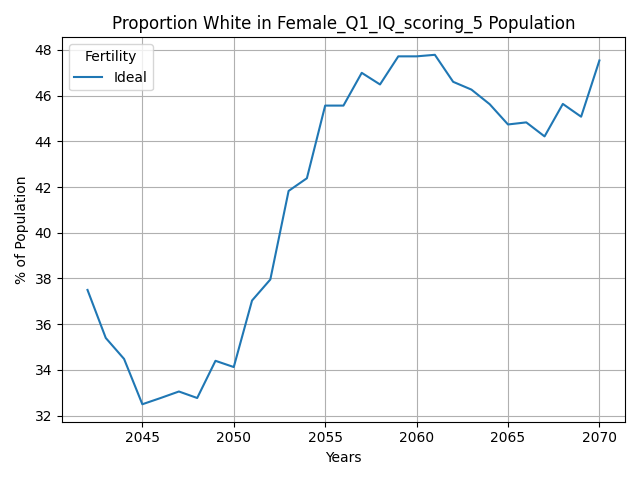 Proportion White in Female_Q1_IQ_scoring_5 Population
Fertility
Ideal
% of Population
48
46
44
42
40
38
36
34
32
2045 2050 2055 2060 2065 2070
Years